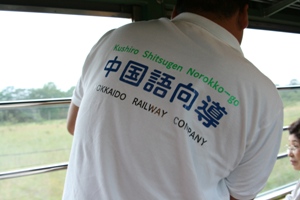 Kushiro Shitsugen Norokko-go
中国語向導
HOKKAIDO RAILWAY COMPANY